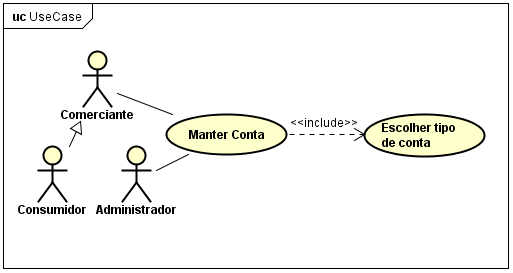 uc UseCase
Comerciante
Manter Conta
<<include>>
Escolher tipo
de conta
Consumidor
Administrador